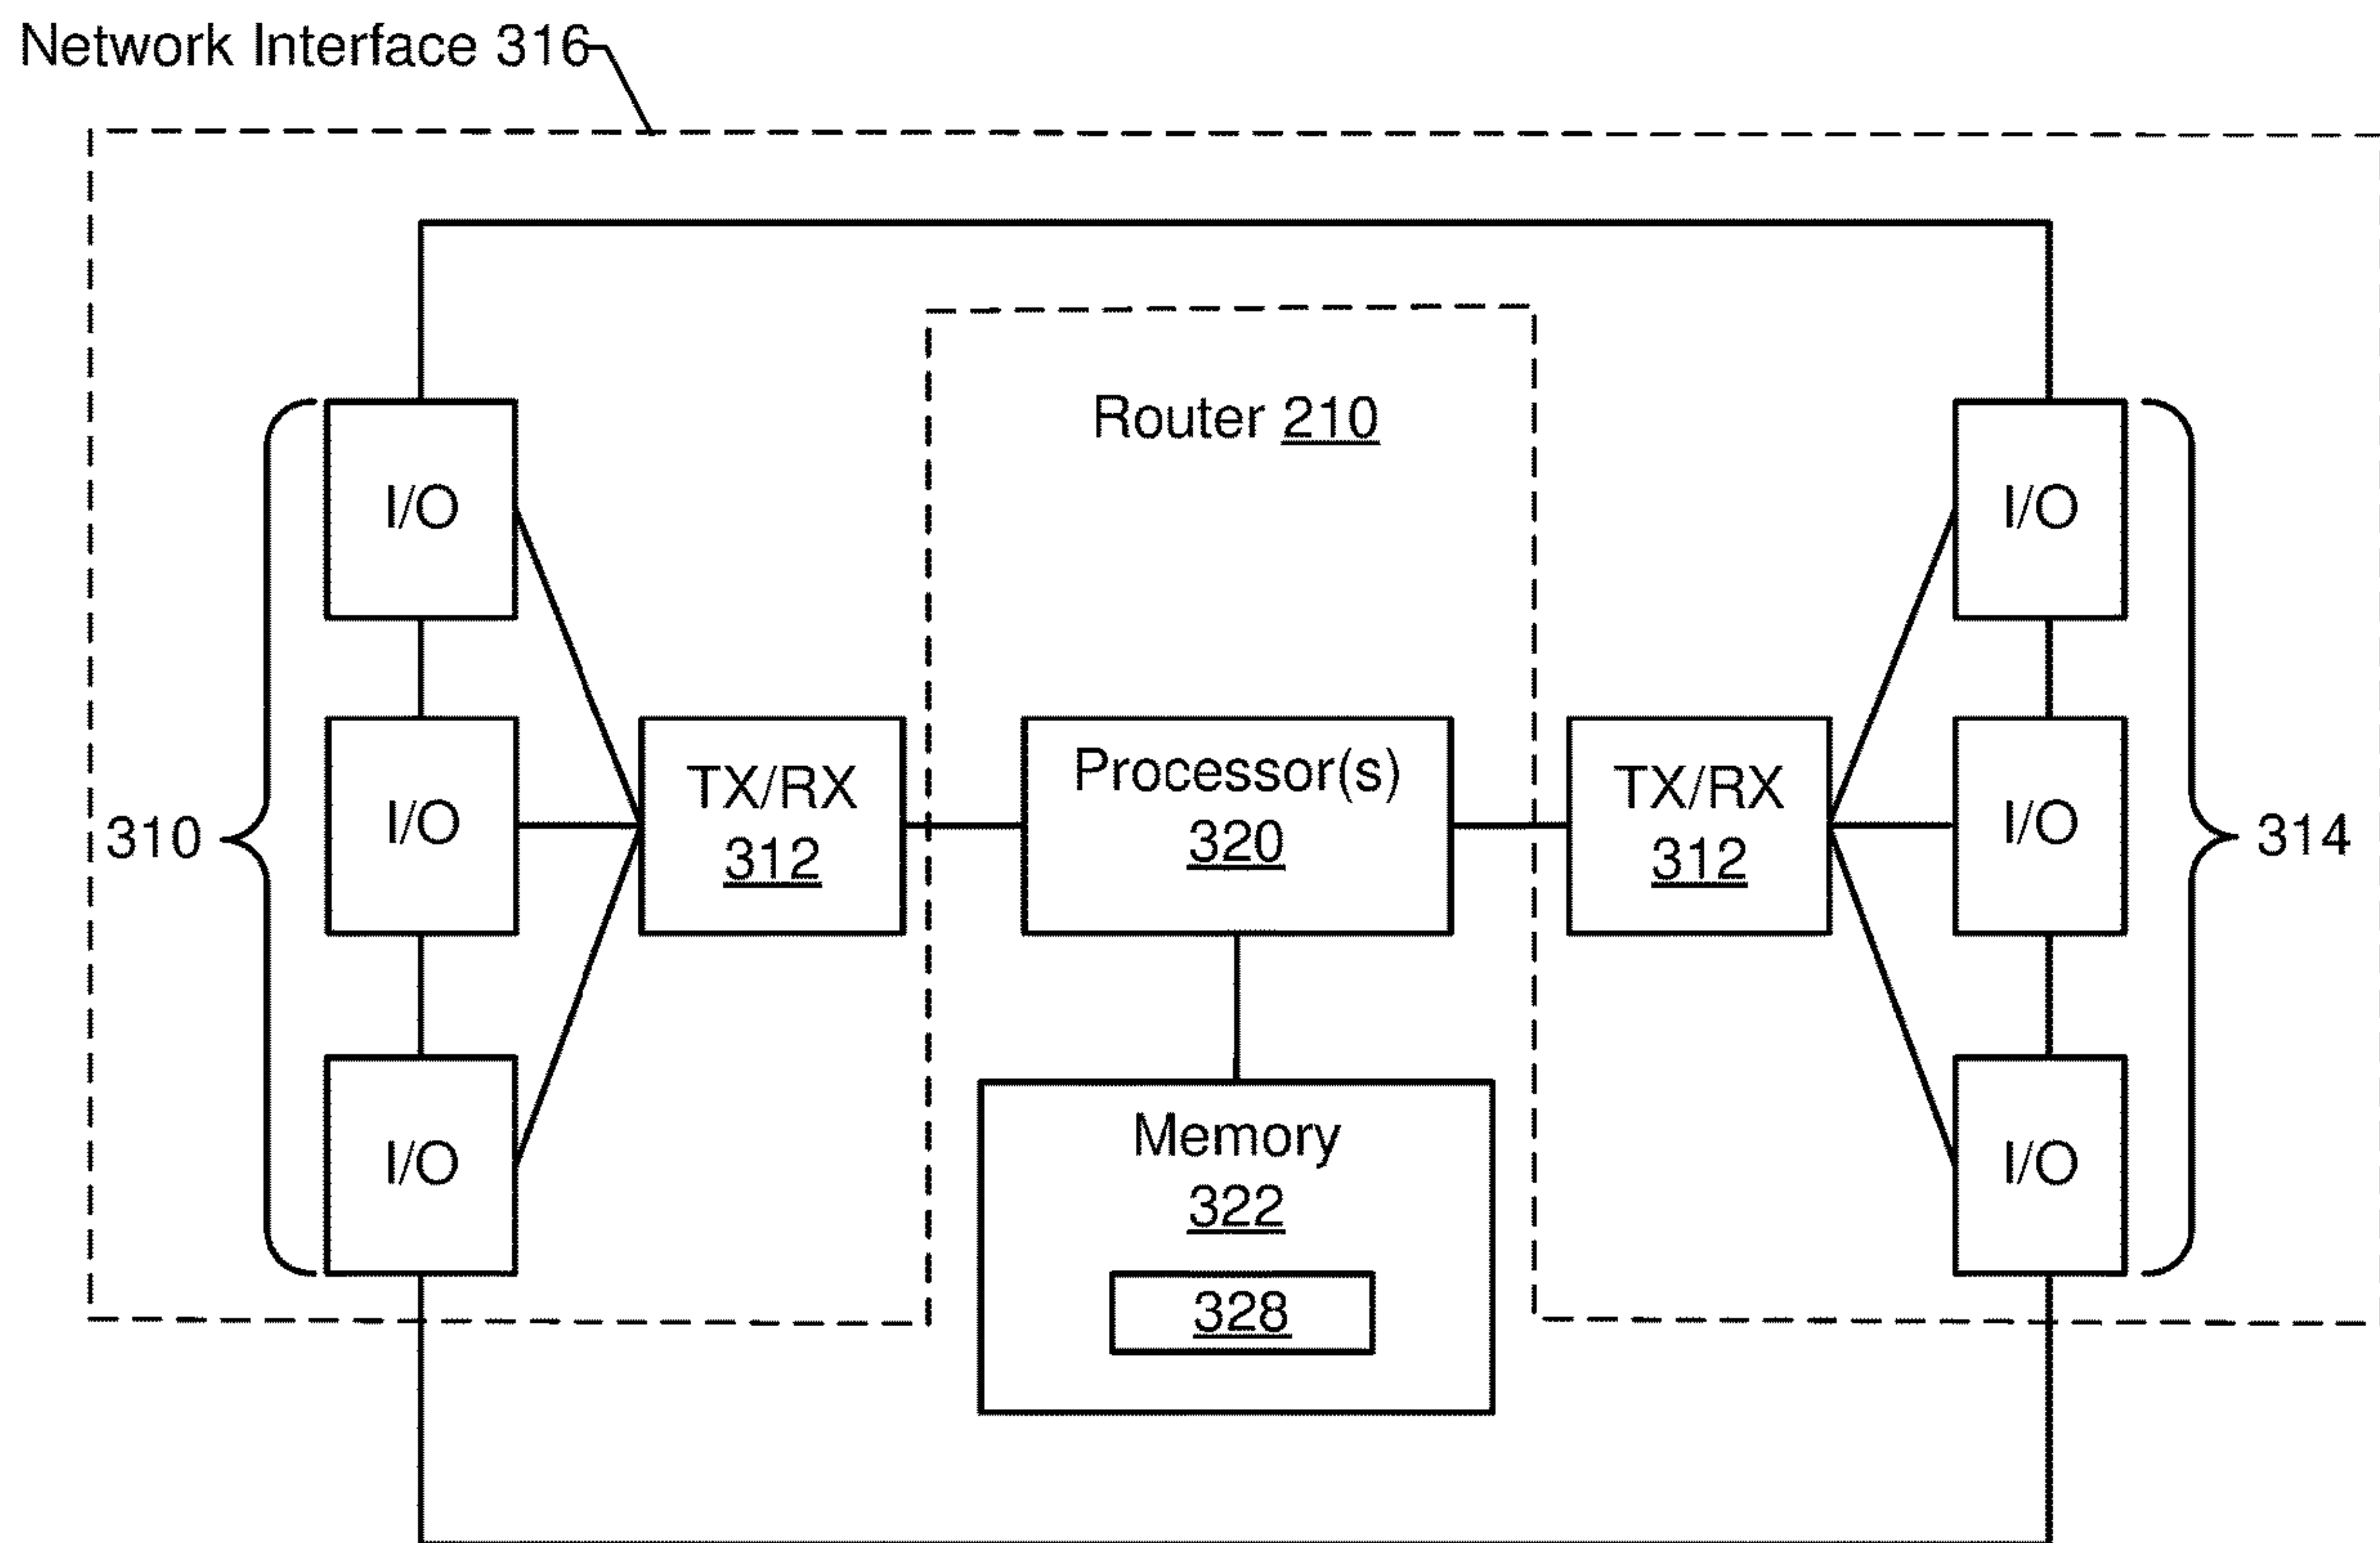 Network Interface 316
Router 210
I/O
I/O
I/O
I/O
I/O
I/O
310
TX/RX
312
Processor(s)
320
TX/RX
312
314
Memory
322
328